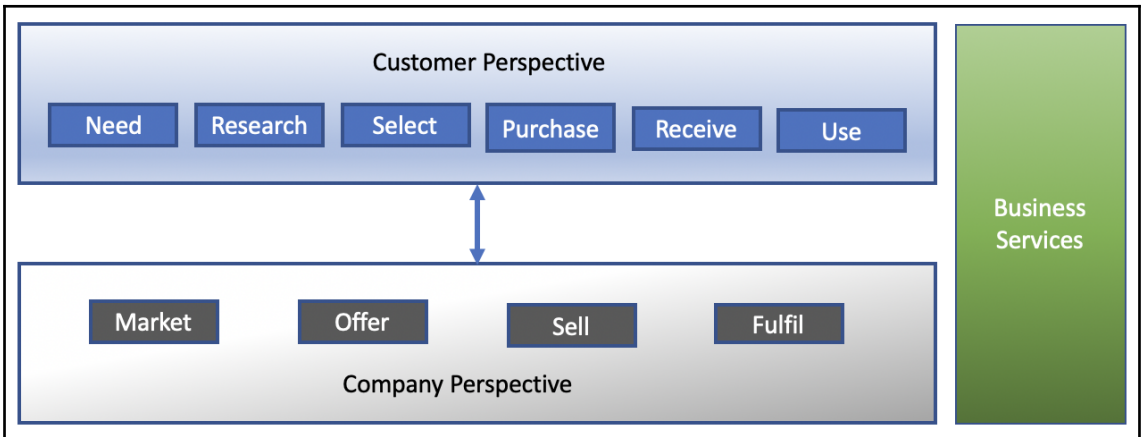 Customer Perspective
Need
Research
Select
Purchase
Receive
Use
Business
Services
Market
Offer
Sell
Fulfil
Company Perspective